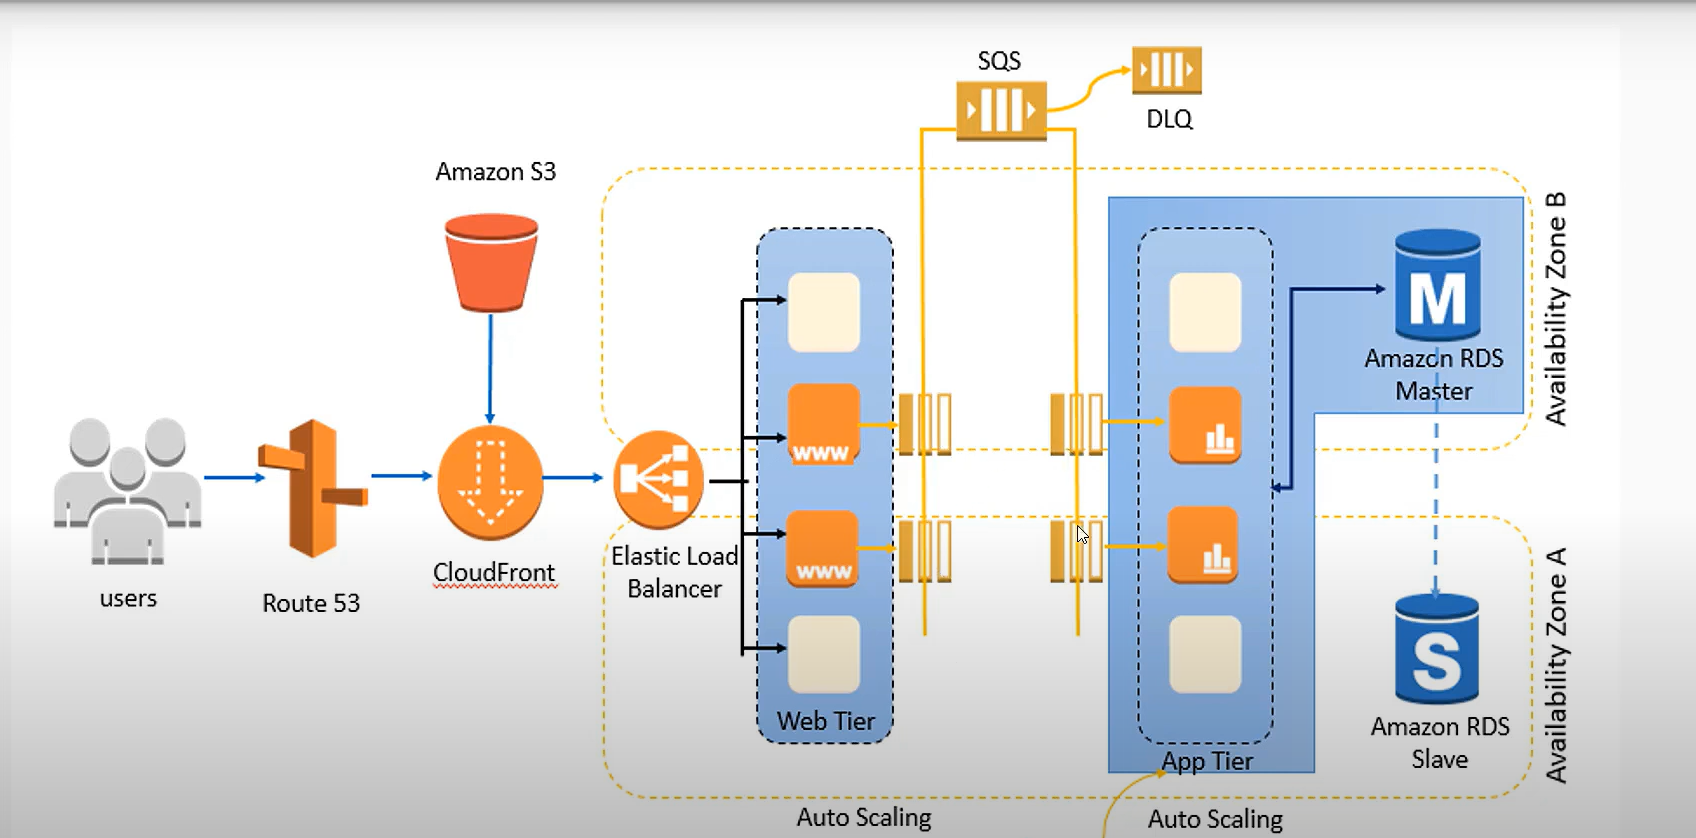 SQS
DLQ
Amazon S3
Availability Zone B
M
Amazon RDS
Master
www
www
CloudFront
Elastic Load
Balancer
users
Route 53
S
Web Tier
Amazon RDS
Slave
App Tier
Availability Zone A
Auto Scaling
Auto Scaling